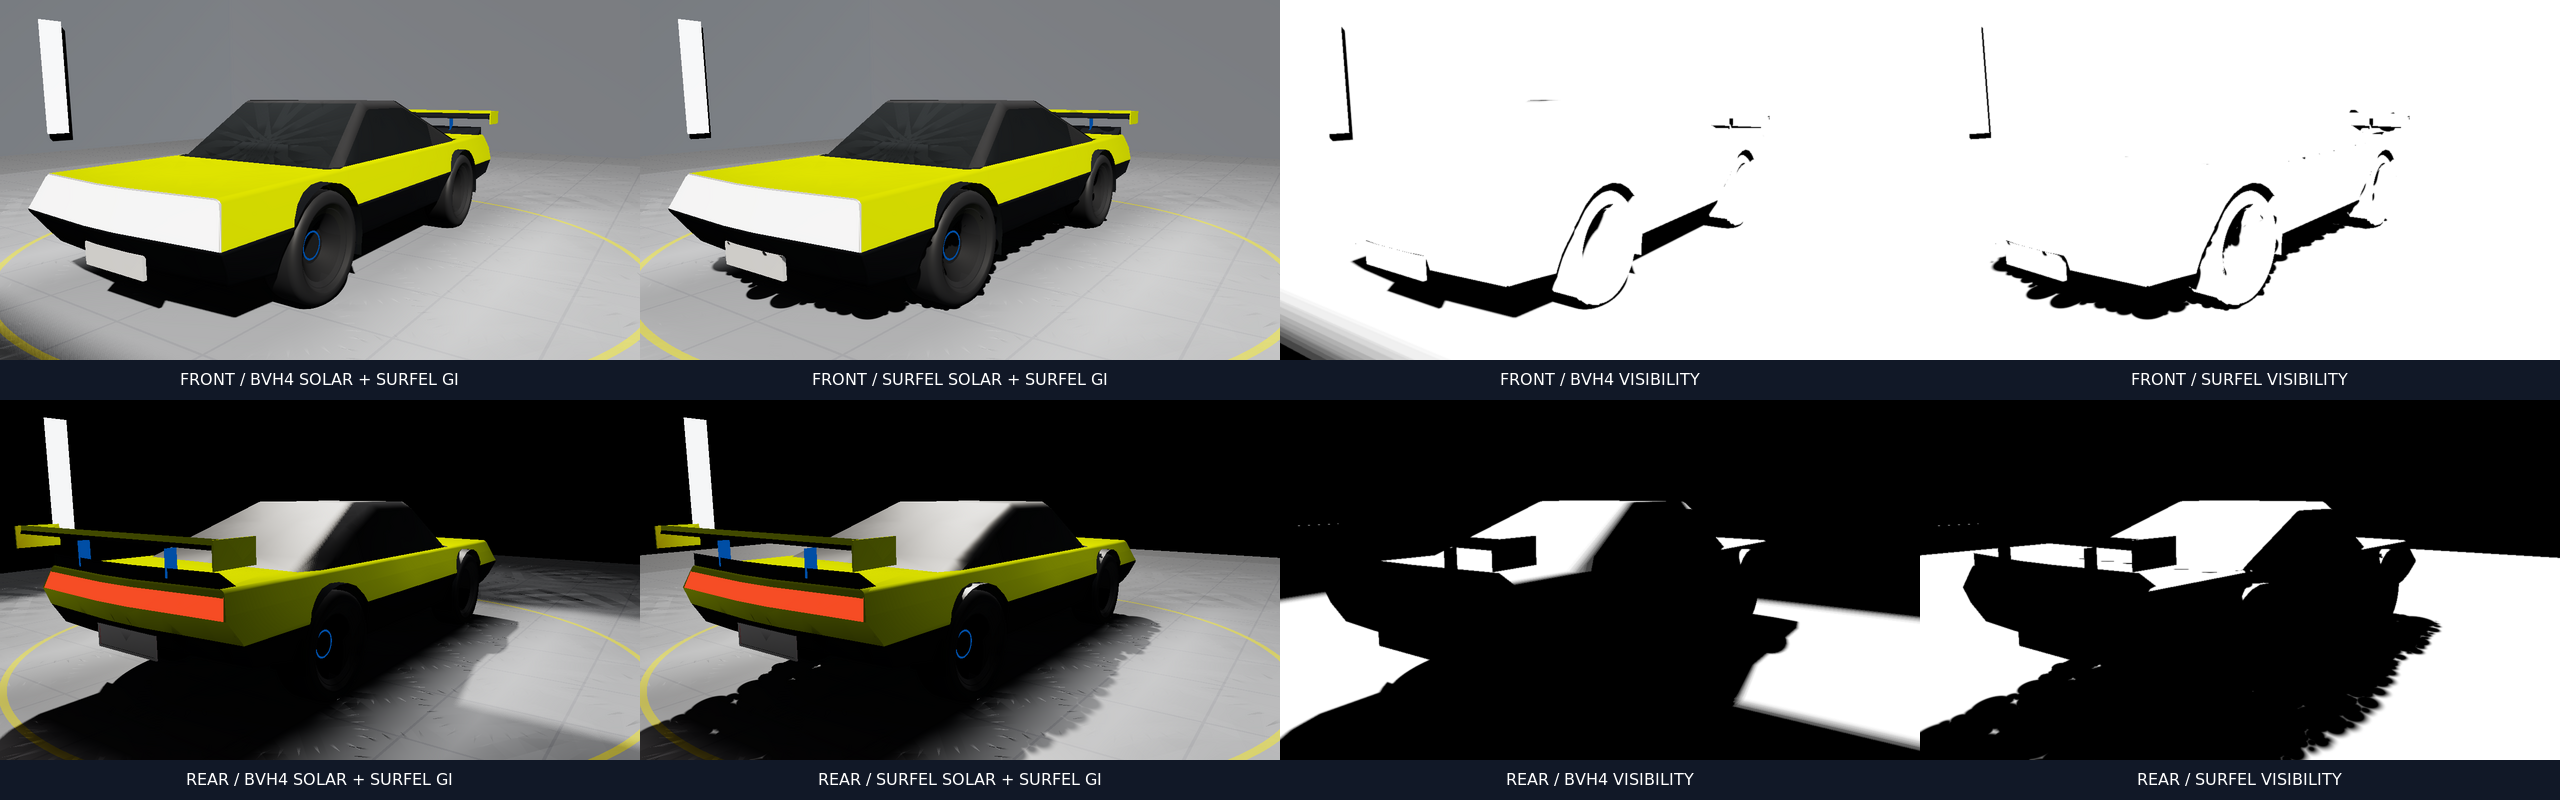 FRONT / BVH4 SOLAR + SURFEL GI
FRONT / SURFEL SOLAR + SURFEL GI
FRONT / BVH4 VISIBILITY
FRONT / SURFEL VISIBILITY
REAR / BVH4 SOLAR + SURFEL GI
REAR / SURFEL SOLAR + SURFEL GI
REAR / BVH4 VISIBILITY
REAR / SURFEL VISIBILITY